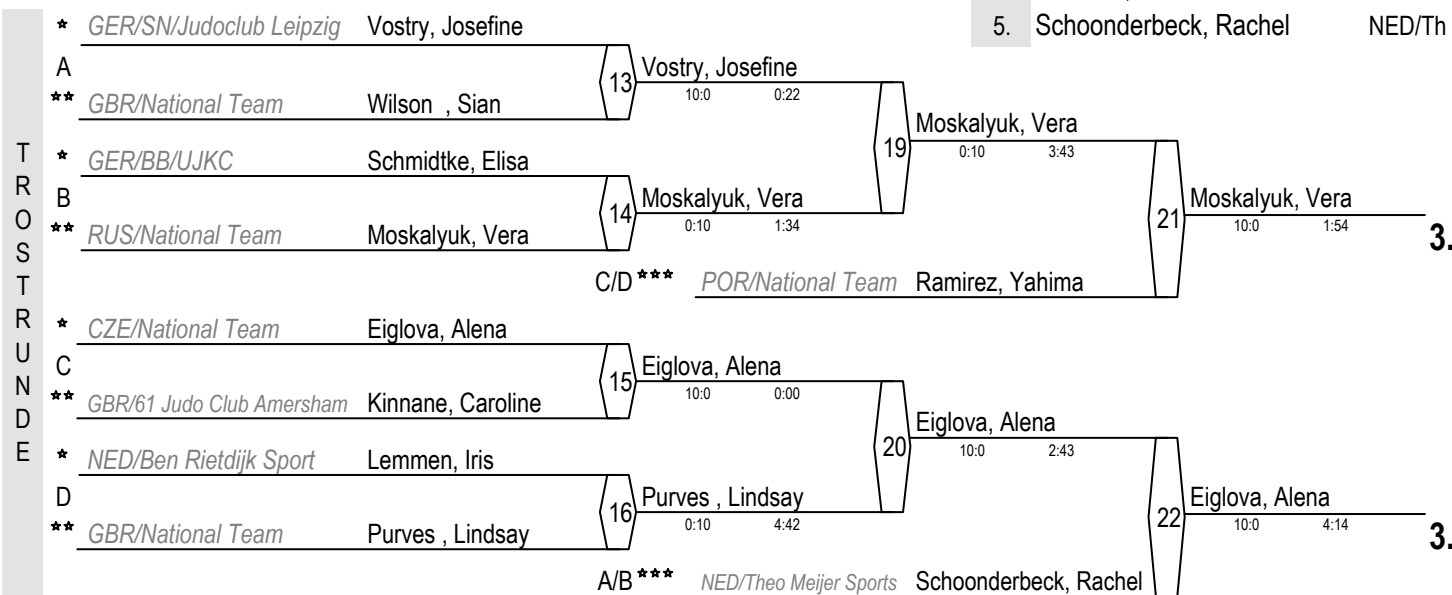 5. Schoonderbeck, Rachel NED/Th
TROSTRUNDE
* GER/SN/Judoclub Leipzig Vostry, Josefine
A
** GBR/National Team Wilson , Sian
13 Vostry, Josefine
10:0 0:22
* GER/BB/UJKC Schmidtke, Elisa
B
** RUS/National Team Moskalyuk, Vera
14 Moskalyuk, Vera
0:10 1:34
19 Moskalyuk, Vera
0:10 3:43
C/D *** POR/National Team Ramirez, Yahima
21 Moskalyuk, Vera
10:0 1:54
3.
* CZE/National Team Eiglova, Alena
C
** GBR/61 Judo Club Amersham Kinnane, Caroline
15 Eiglova, Alena
10:0 0:00
* NED/Ben Rietdijk Sport Lemmen, Iris
D
** GBR/National Team Purves , Lindsay
16 Purves , Lindsay
0:10 4:42
20 Eiglova, Alena
10:0 2:43
A/B *** NED/Theo Meijer Sports Schoonderbeck, Rachel
22 Eiglova, Alena
10:0 4:14
3.